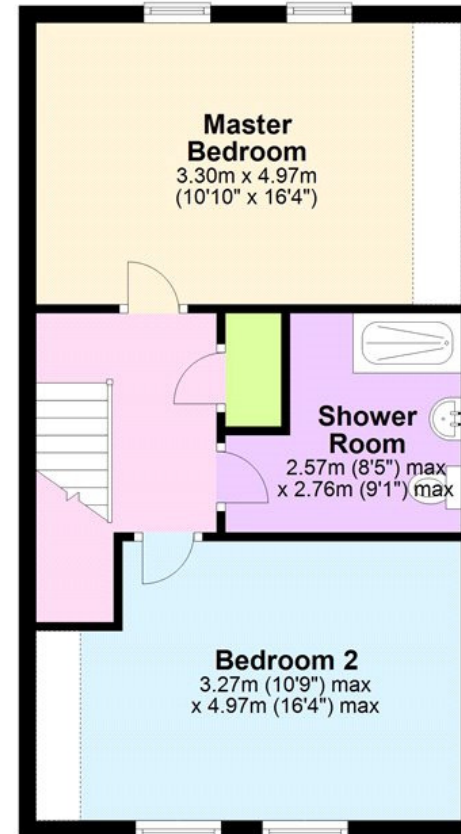 Master
Bedroom
3.30m x 4.97m
(10'10" x 16'4")
Shower
Room
2.57m (8'5") max
x 2.76m (9'1") max
Bedroom 2
3.27m (10'9") max
x 4.97m (16'4") max